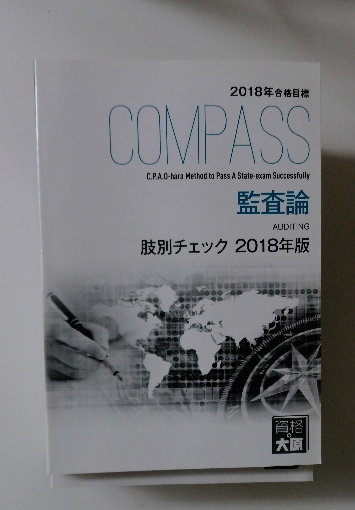 2018年合格目標
COMPASS
C.P.A.O-hara Method to Pass A State-exam Successfully
監査論
AUDITING
肢別チェック 2018年版
資格の
大原